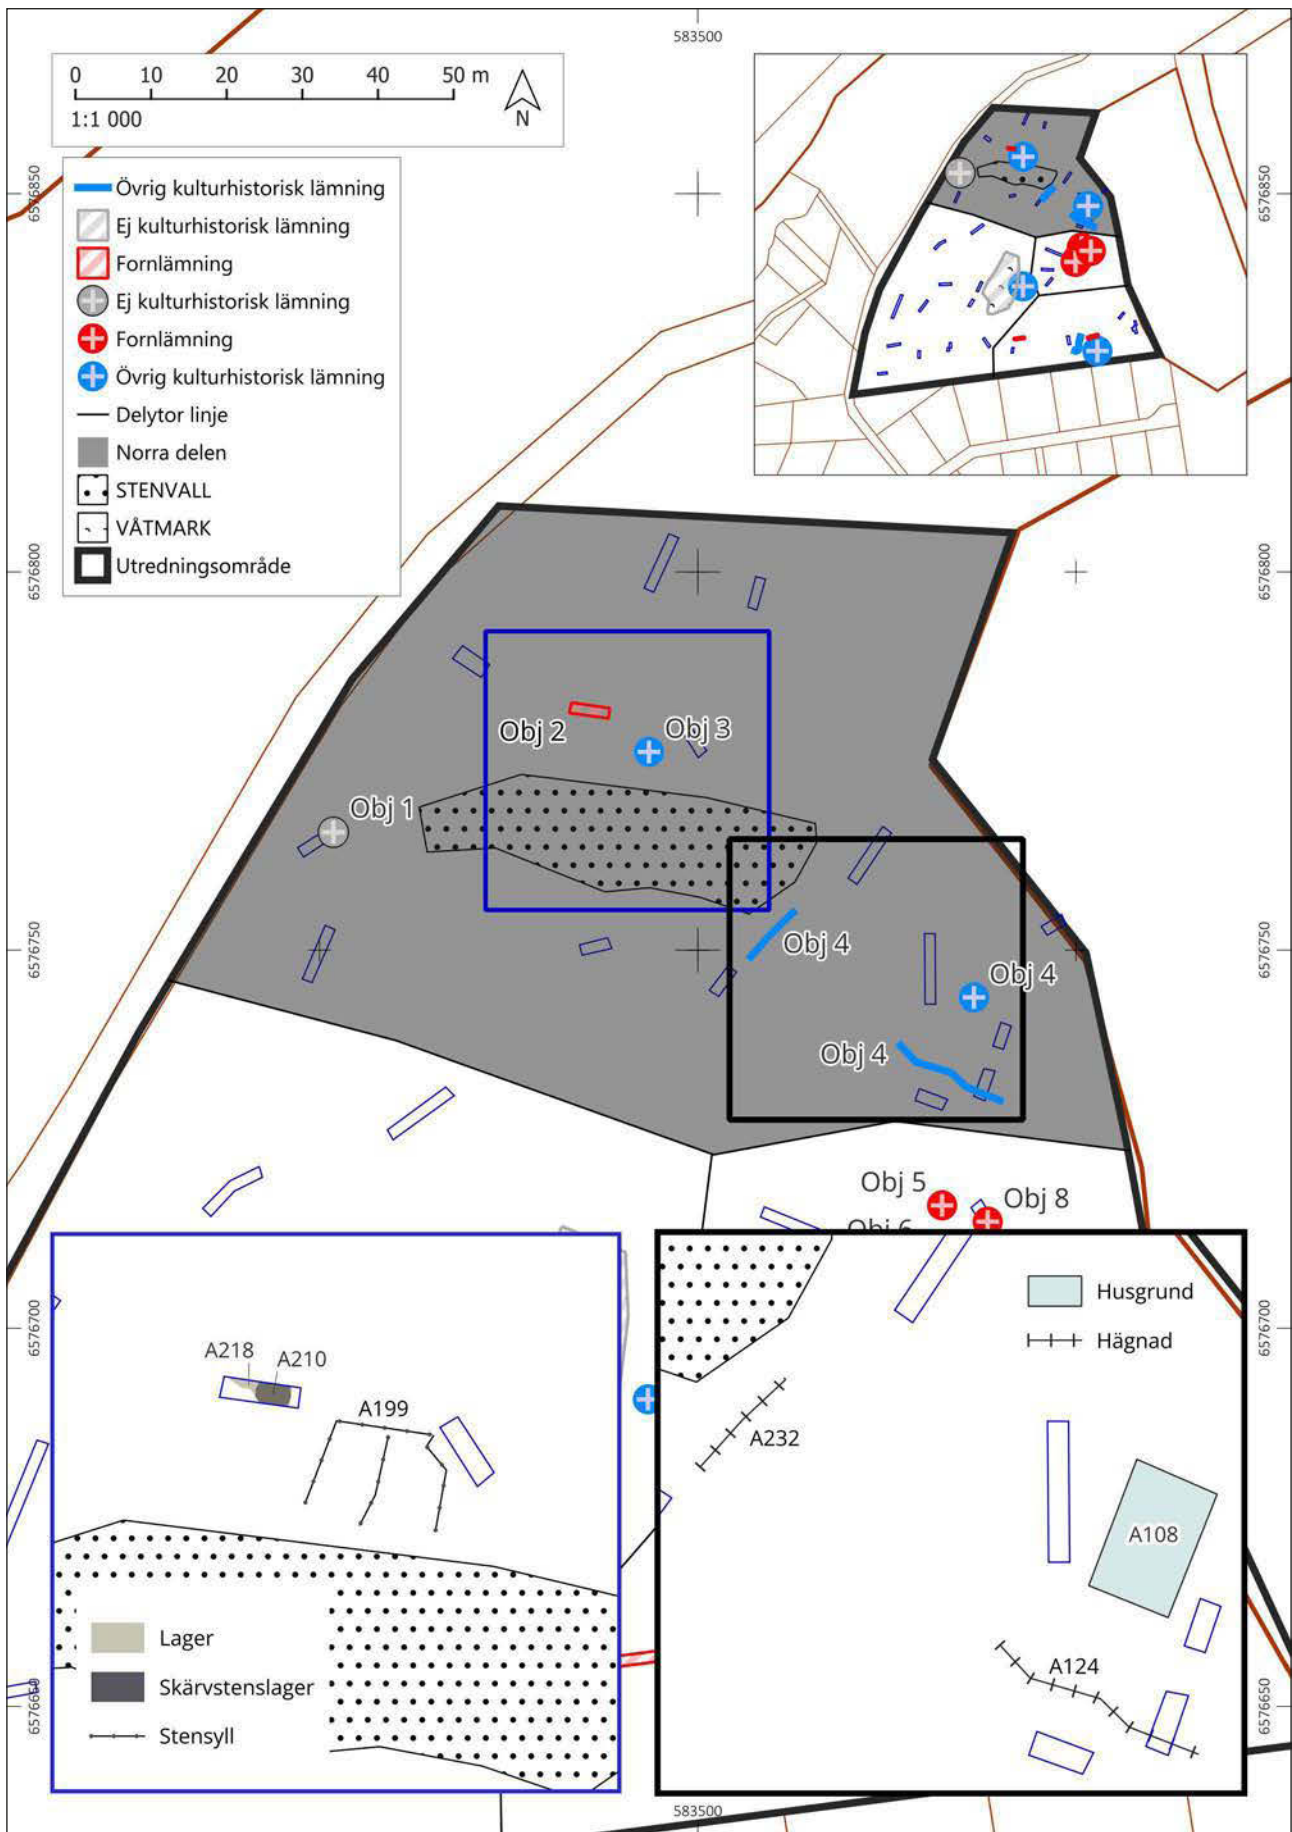 583500
0 10 20 30 40 50 m
1:1 000
N
Övrig kulturhistorisk lämning
Ej kulturhistorisk lämning
Fornlämning
Ej kulturhistorisk lämning
Fornlämning
Övrig kulturhistorisk lämning
Delytor linje
Norra delen
STENVALL
VÅTMARK
Utredningsområde
6576850
6576850
6576800
6576800
Obj 2
Obj 3
Obj 1
6576750
6576750
Obj 4
Obj 4
Obj 4
Obj 5
Obj 8
Obj 6
6576700
6576700
A218
A210
A199
Lager
Skärvstenslager
Stensyll
Husgrund
Hägnad
A232
A108
A124
6576650
6576650
583500